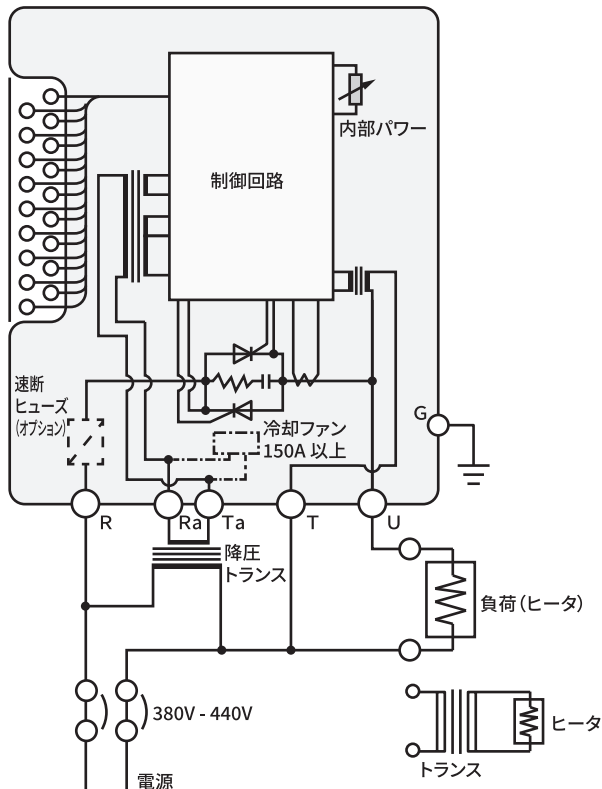 内部パワー
制御回路
速断
ヒューズ
(オプション)
G
冷却ファン
150A 以上
R
Ra
Ta
T
U
降圧
トランス
負荷(ヒータ)
380V - 440V
ヒータ
トランス
電源